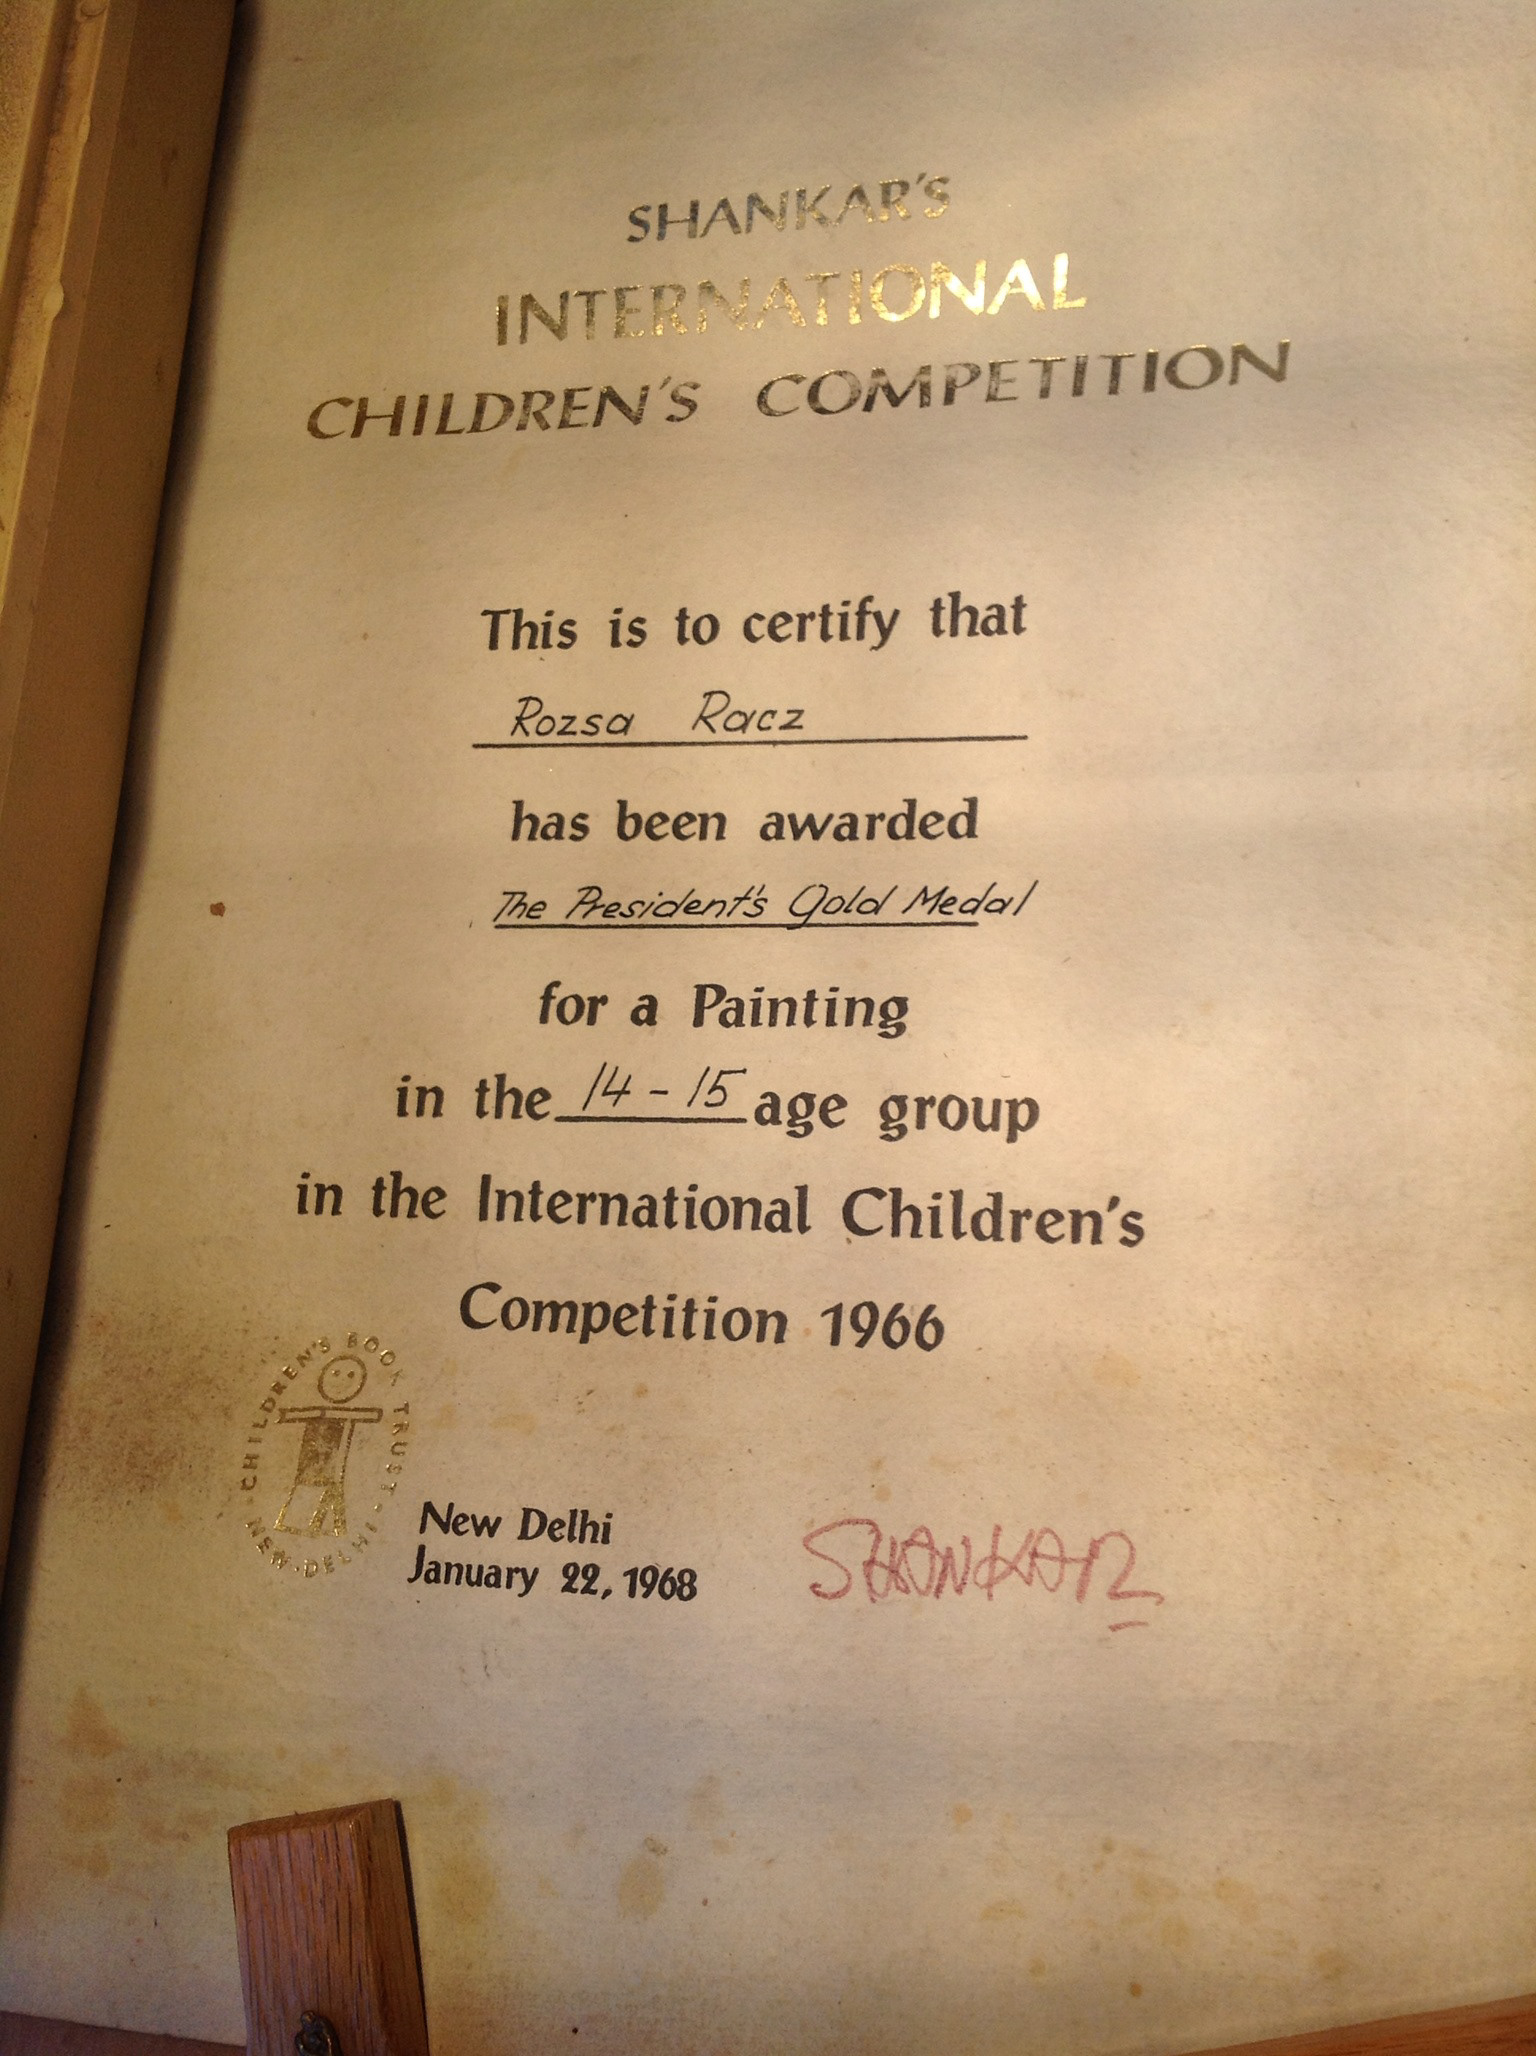 SHANKAR'S
INTERNATIONAL
CHILDREN'S COMPETITION
This is to certify that
Rozsa Racz
has been awarded
The President's Gold Medal
for a Painting
in the 14-15 age group
in the International Children's
Competition 1966
CHILDREN'S BOOK TRUST · NEW · DELHI ·
New Delhi
January 22, 1968
SHANKAR